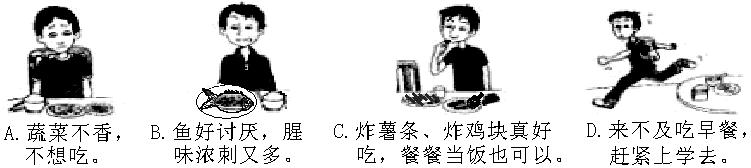 A. 蔬菜不香，
不想吃。
B. 鱼好讨厌，腥
味浓刺又多。
C. 炸薯条、炸鸡块真好
吃，餐餐当饭也可以。
D. 来不及吃早餐，
赶紧上学去。